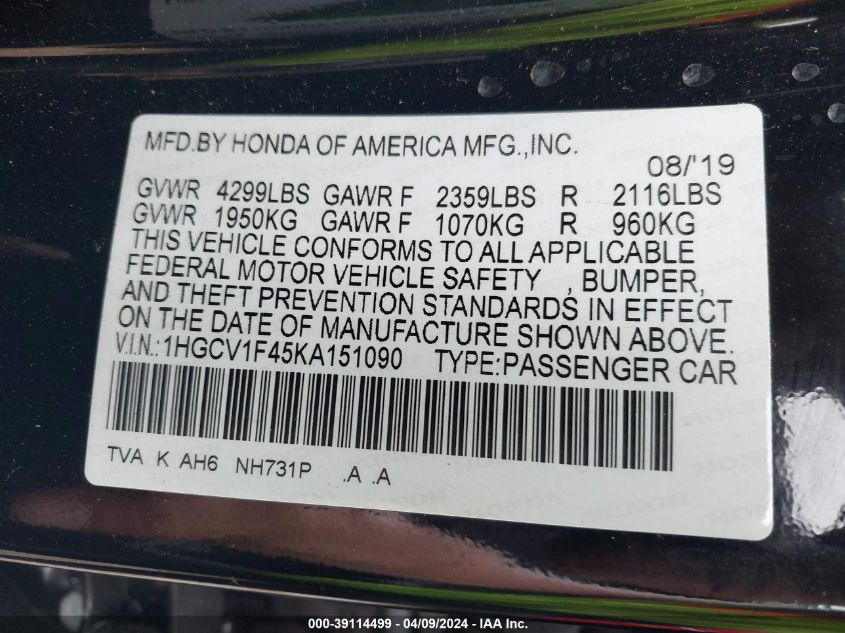 MFD.BY HONDA OF AMERICA MFG.,INC.
08/'19
GVWR 4299LBS GAWR F 2359LBS R 2116LBS
GVWR 1950KG GAWR F 1070KG R 960KG
THIS VEHICLE CONFORMS TO ALL APPLICABLE
FEDERAL MOTOR VEHICLE SAFETY , BUMPER,
AND THEFT PREVENTION STANDARDS IN EFFECT
ON THE DATE OF MANUFACTURE SHOWN ABOVE.
V.I.N.: 1HGCV1F45KA151090 TYPE:PASSENGER CAR
TVA K AH6 NH731P .A .A
000-39114499 - 04/09/2024 - IAA Inc.